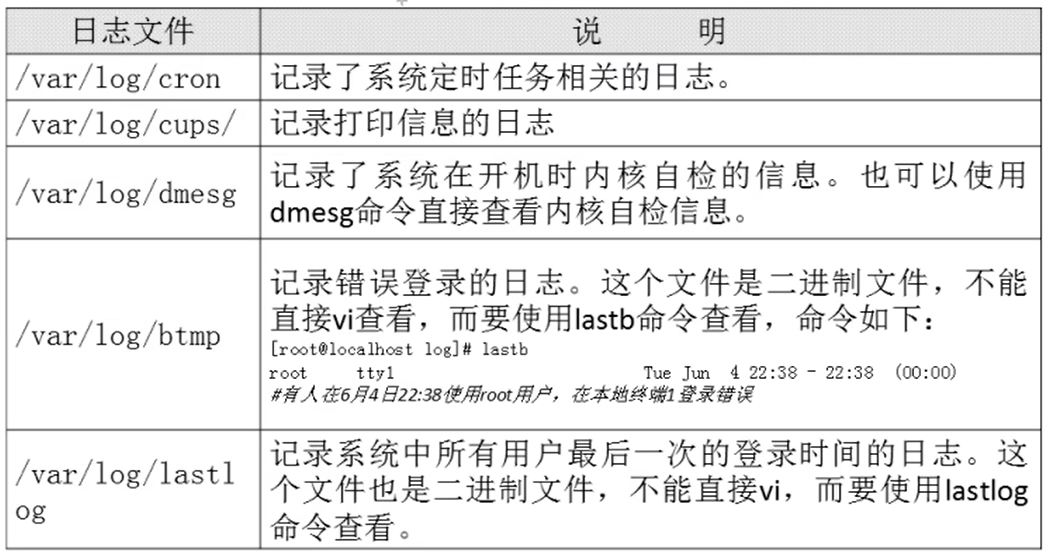 日志文件
说 明
/var/log/cron
记录了系统定时任务相关的日志。
/var/log/cups/
记录打印信息的日志
/var/log/dmesg
记录了系统在开机时内核自检的信息。也可以使用
dmesg命令直接查看内核自检信息。
/var/log/btmp
记录错误登录的日志。这个文件是二进制文件，不能
直接vi查看，而要使用lastb命令查看，命令如下：
[root@localhost log]# lastb
root tty1 Tue Jun 4 22:38 - 22:38 (00:00)
#有人在6月4日22:38使用root用户，在本地终端1登录错误
/var/log/lastl
og
记录系统中所有用户最后一次的登录时间的日志。这
个文件也是二进制文件，不能直接vi，而要使用lastlog
命令查看。